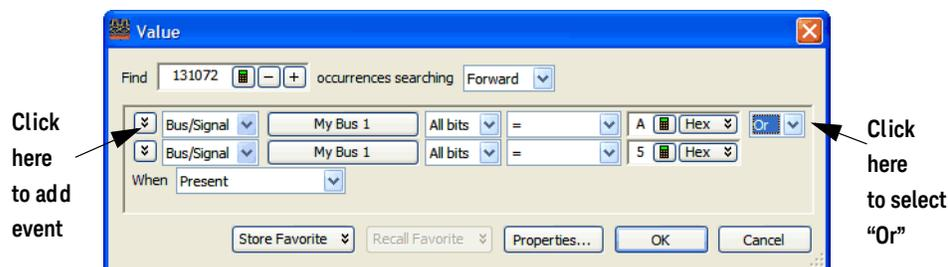 Value
Find 131072 − + occurrences searching Forward
Bus/Signal My Bus 1 All bits = A Hex Or
Bus/Signal My Bus 1 All bits = 5 Hex
When Present
Store Favorite Recall Favorite Properties... OK Cancel
Click
here
to add
event
Click
here
to select
“Or”